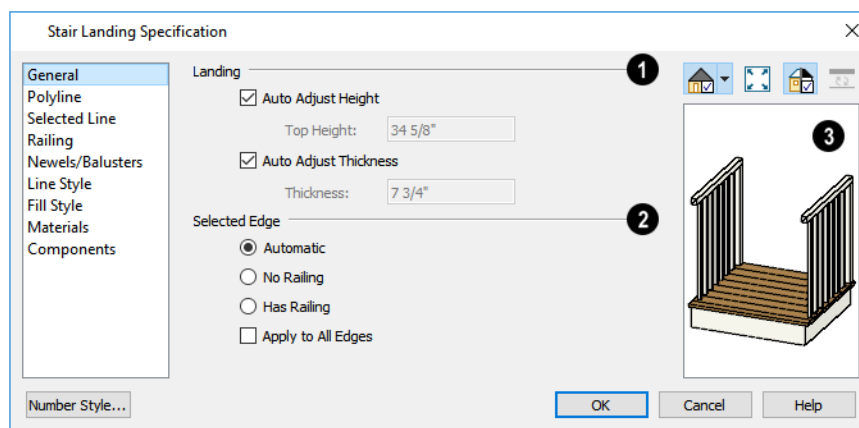 Stair Landing Specification
General
Polyline
Selected Line
Railing
Newels/Balusters
Line Style
Fill Style
Materials
Components
Landing
1
Auto Adjust Height
Top Height: 34 5/8"
Auto Adjust Thickness
Thickness: 7 3/4"
Selected Edge
2
Automatic
No Railing
Has Railing
Apply to All Edges
3
Number Style...
OK
Cancel
Help